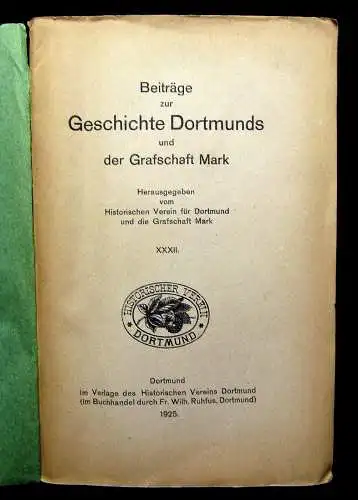 Beiträge
zur
Geschichte Dortmunds
und
der Grafschaft Mark
Herausgegeben
vom
Historischen Verein für Dortmund
und die Grafschaft Mark
XXXII.
HISTORISCHER VEREIN
* DORTMUND *
Dortmund
im Verlage des Historischen Vereins Dortmund
(im Buchhandel durch Fr. Wilh. Ruhfus, Dortmund)
1925.